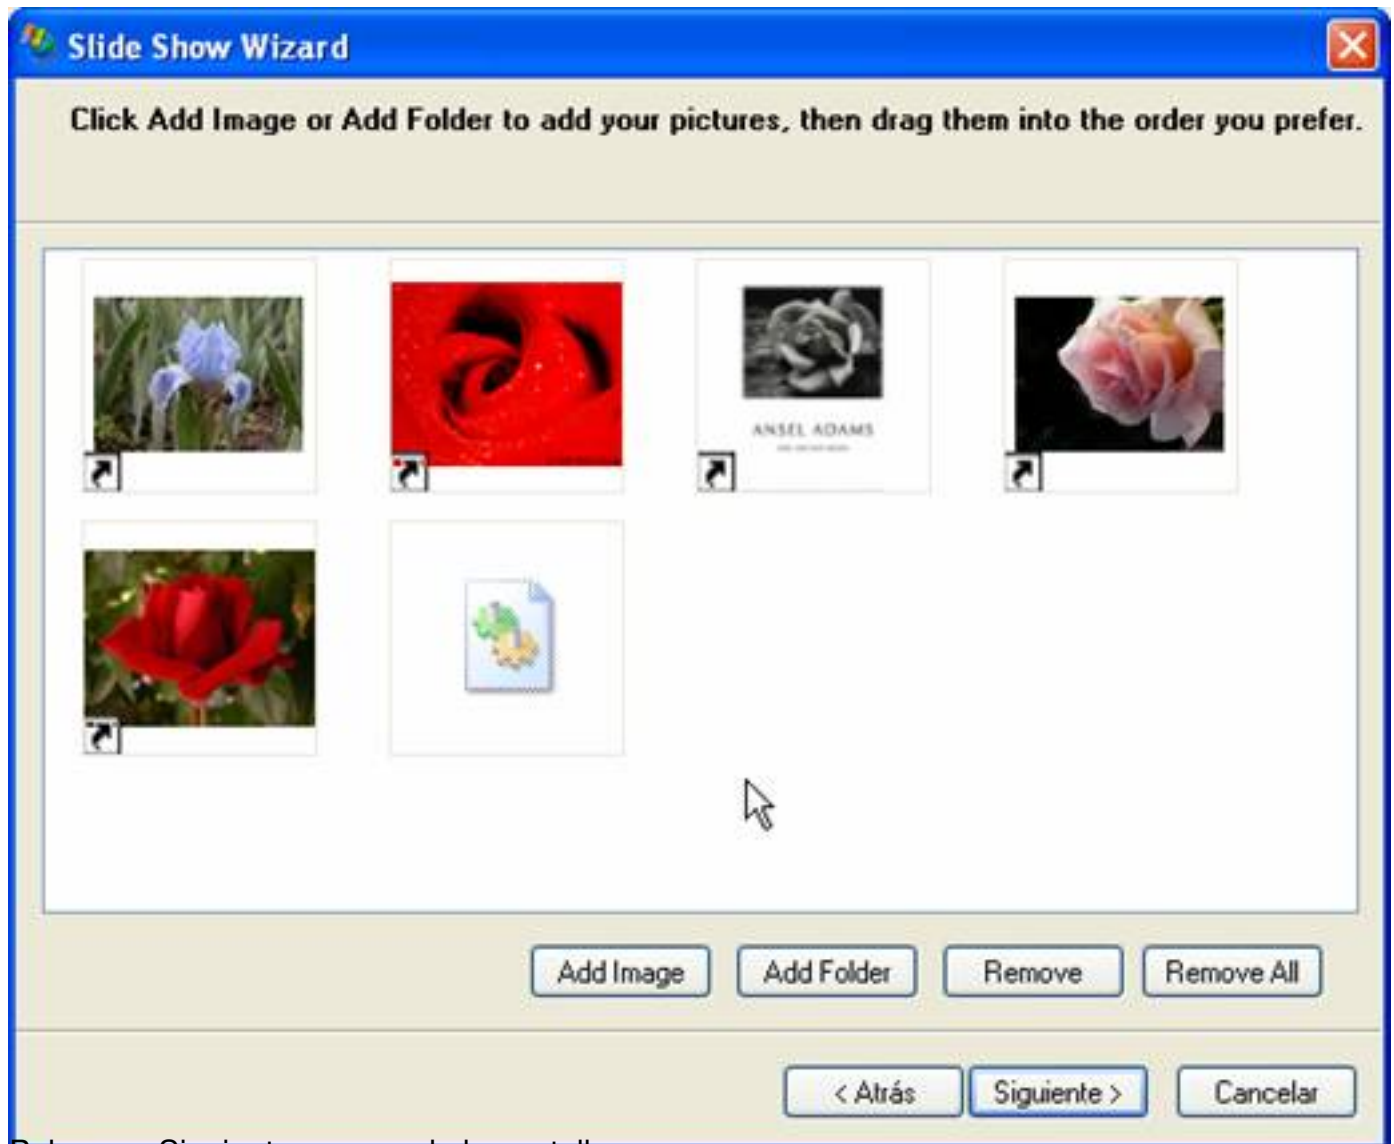 Slide Show Wizard
Click Add Image or Add Folder to add your pictures, then drag them into the order you prefer.
ANSEL ADAMS
Add Image
Add Folder
Remove
Remove All
< Atrás
Siguiente >
Cancelar